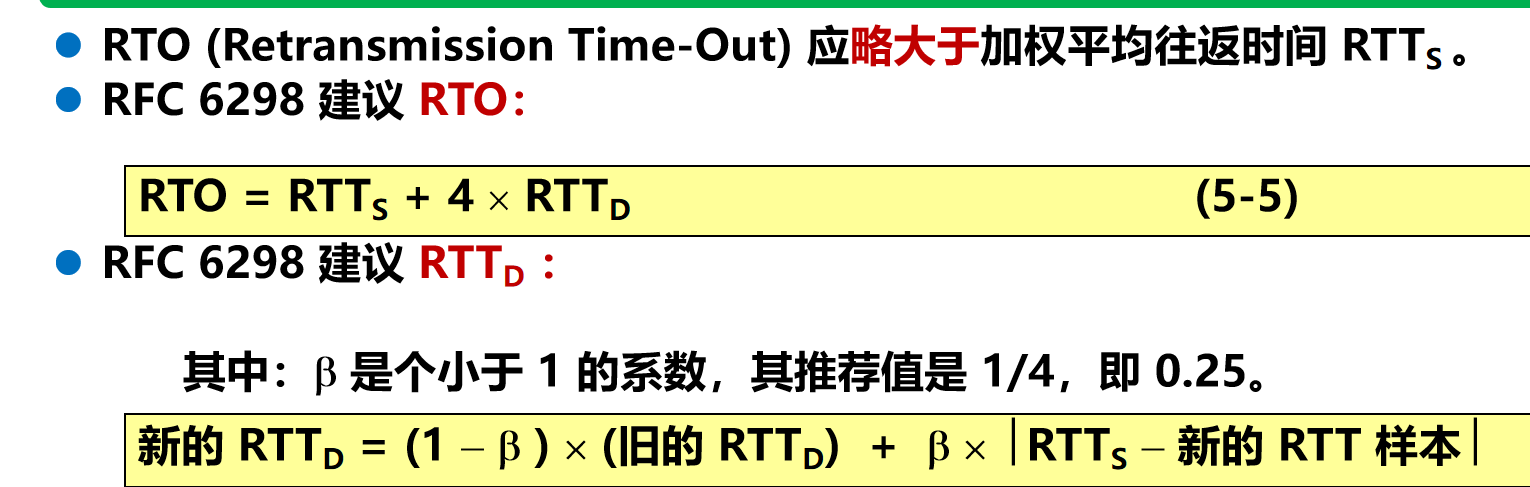 RTO (Retransmission Time-Out) 应略大于加权平均往返时间 RTTS 。
RFC 6298 建议 RTO：
RTO = RTTS + 4 × RTTD (5-5)
RFC 6298 建议 RTTD ：
其中：β 是个小于 1 的系数，其推荐值是 1/4，即 0.25。
新的 RTTD = (1 – β ) × (旧的 RTTD) + β × |RTTS – 新的 RTT 样本|